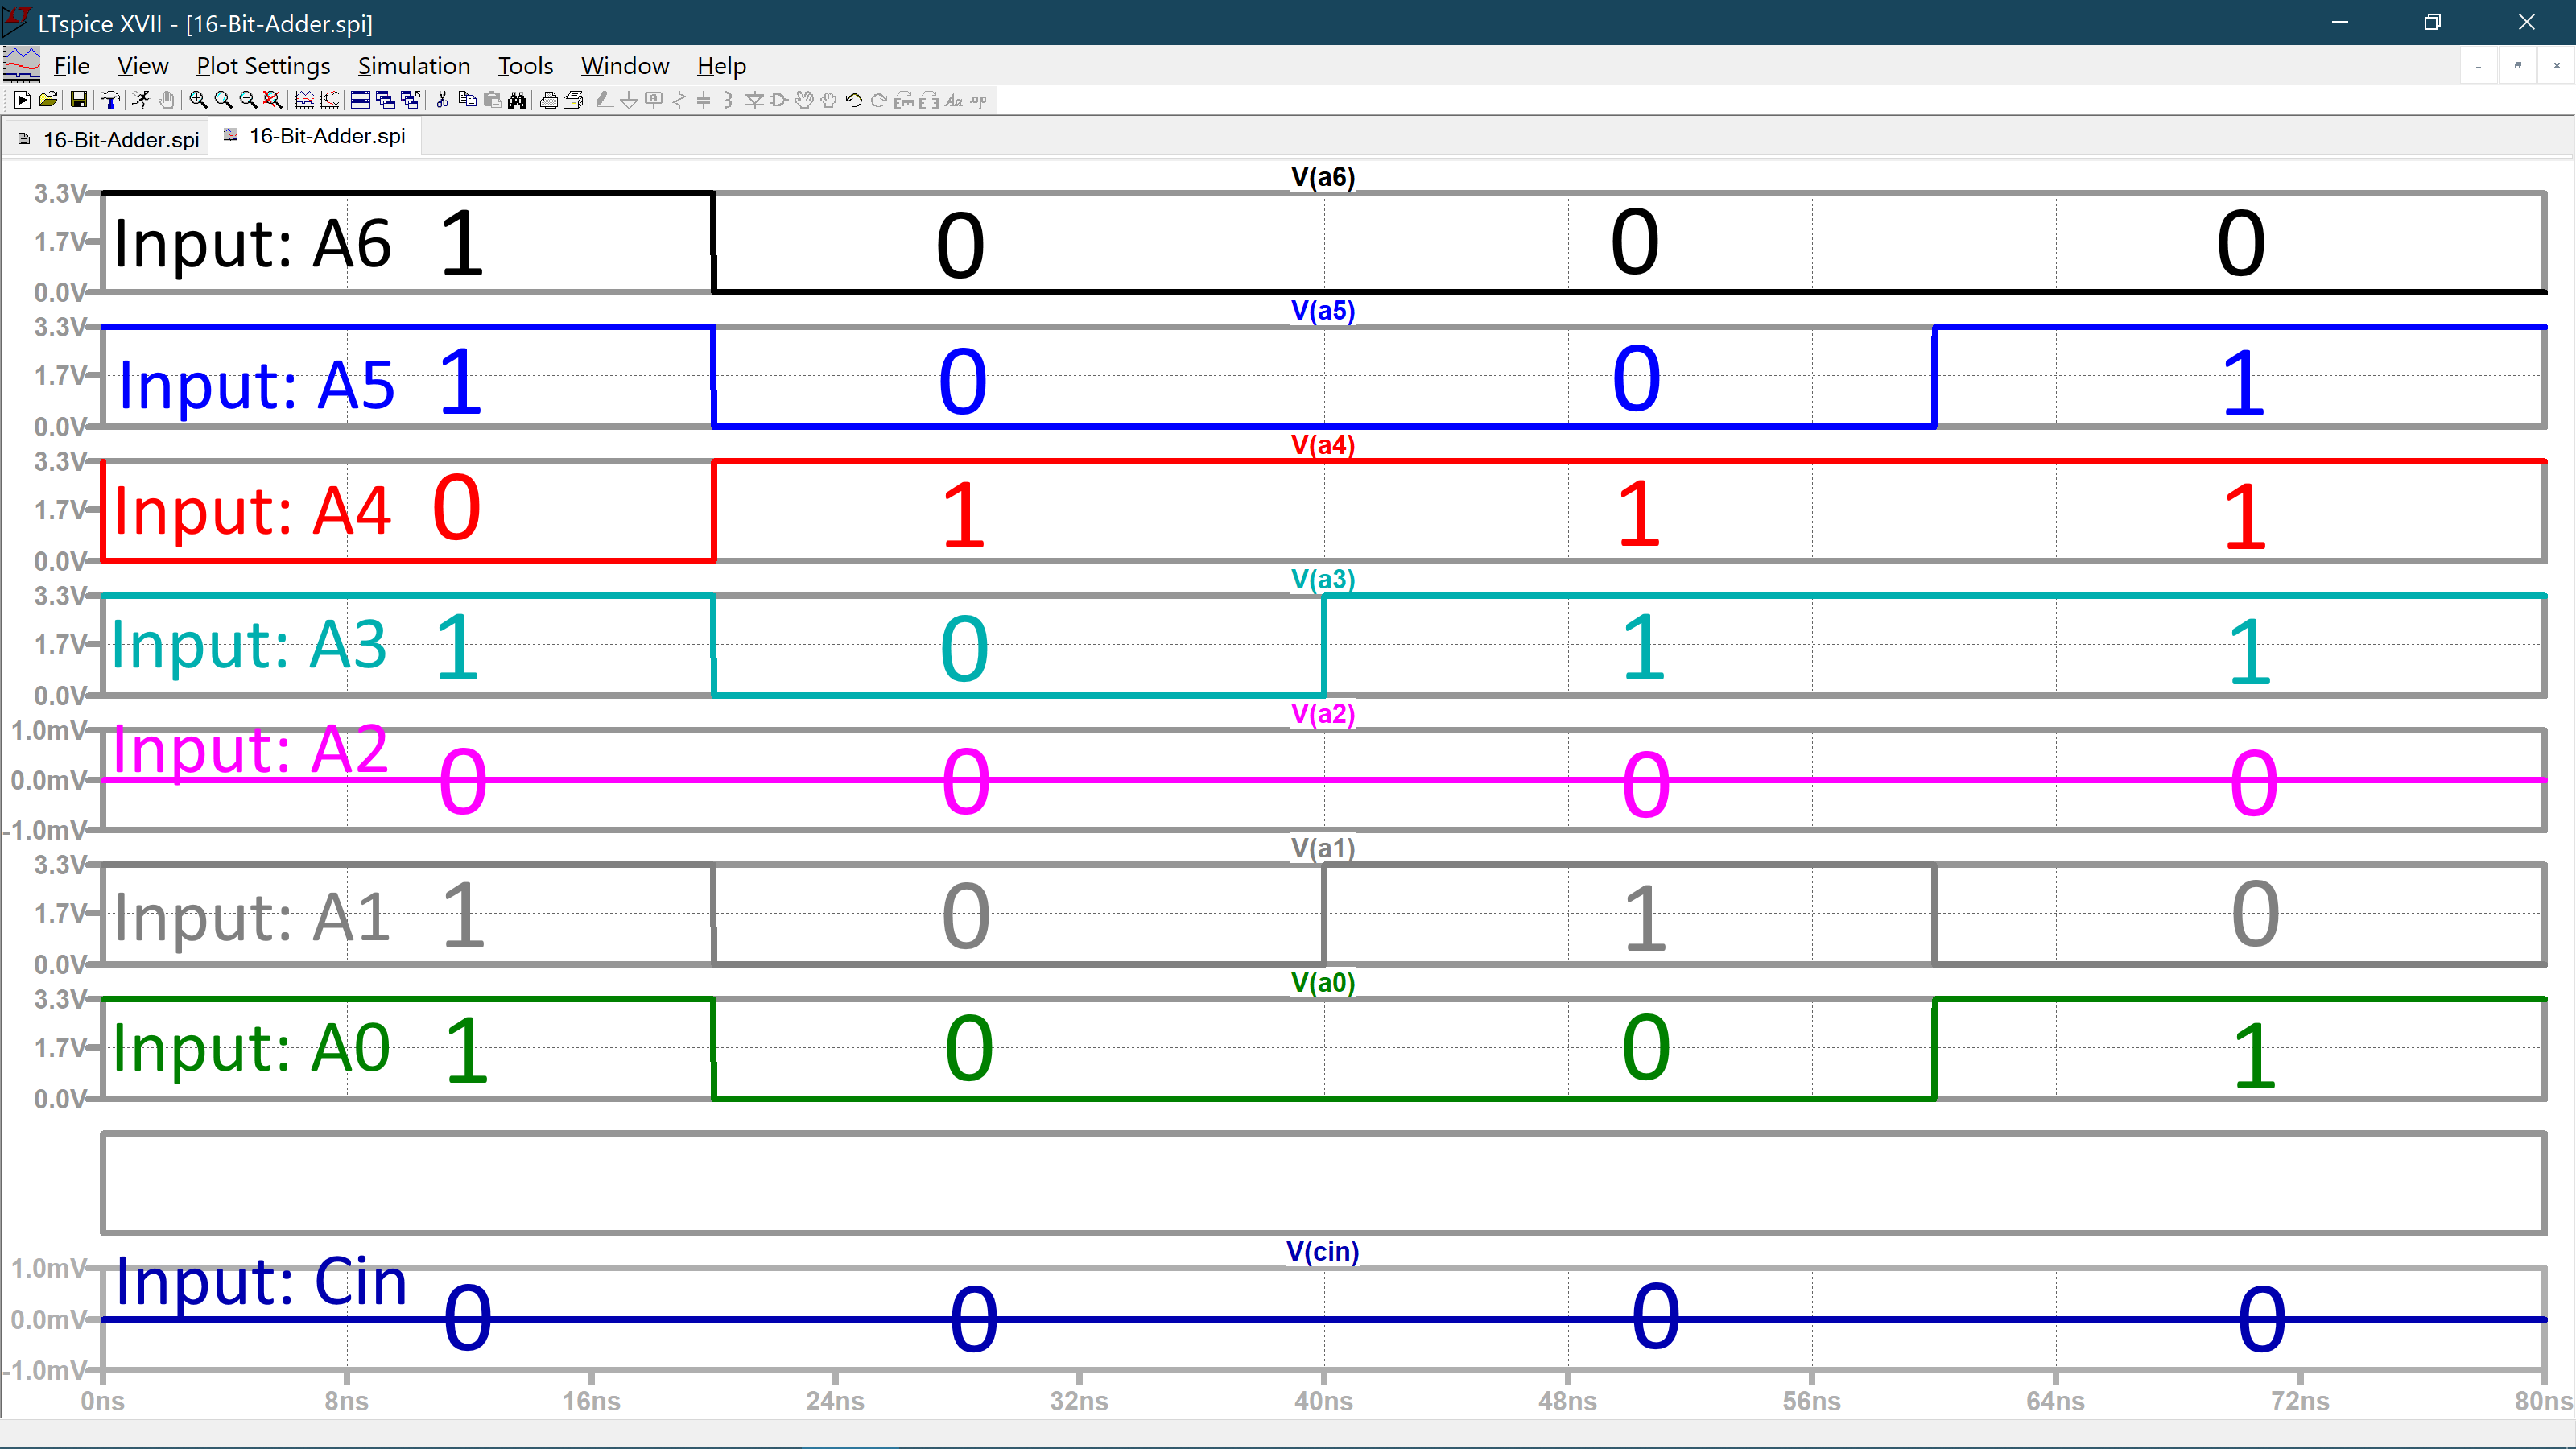 LTspice XVII - [16-Bit-Adder.spi]
File View Plot Settings Simulation Tools Window Help
16-Bit-Adder.spi 16-Bit-Adder.spi
V(a6)
3.3V
1.7V
0.0V
Input: A6 1 0 0 0
V(a5)
3.3V
1.7V
0.0V
Input: A5 1 0 0 1
V(a4)
3.3V
1.7V
0.0V
Input: A4 0 1 1 1
V(a3)
3.3V
1.7V
0.0V
Input: A3 1 0 1 1
V(a2)
1.0mV
0.0mV
-1.0mV
Input: A2 0 0 0 0
V(a1)
3.3V
1.7V
0.0V
Input: A1 1 0 1 0
V(a0)
3.3V
1.7V
0.0V
Input: A0 1 0 0 1
V(cin)
1.0mV
0.0mV
-1.0mV
Input: Cin 0 0 0 0
0ns 8ns 16ns 24ns 32ns 40ns 48ns 56ns 64ns 72ns 80ns